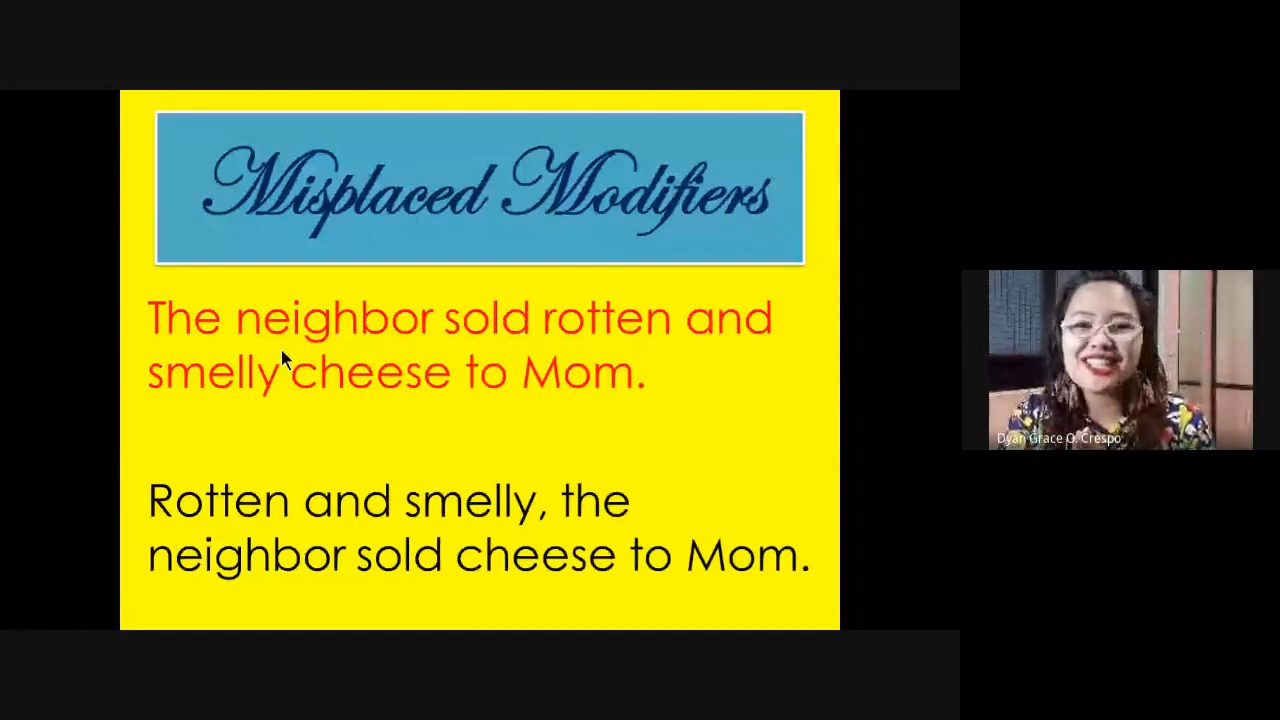 Misplaced Modifiers
The neighbor sold rotten and
smelly cheese to Mom.
Rotten and smelly, the
neighbor sold cheese to Mom.
Dyan Grace O. Crespo